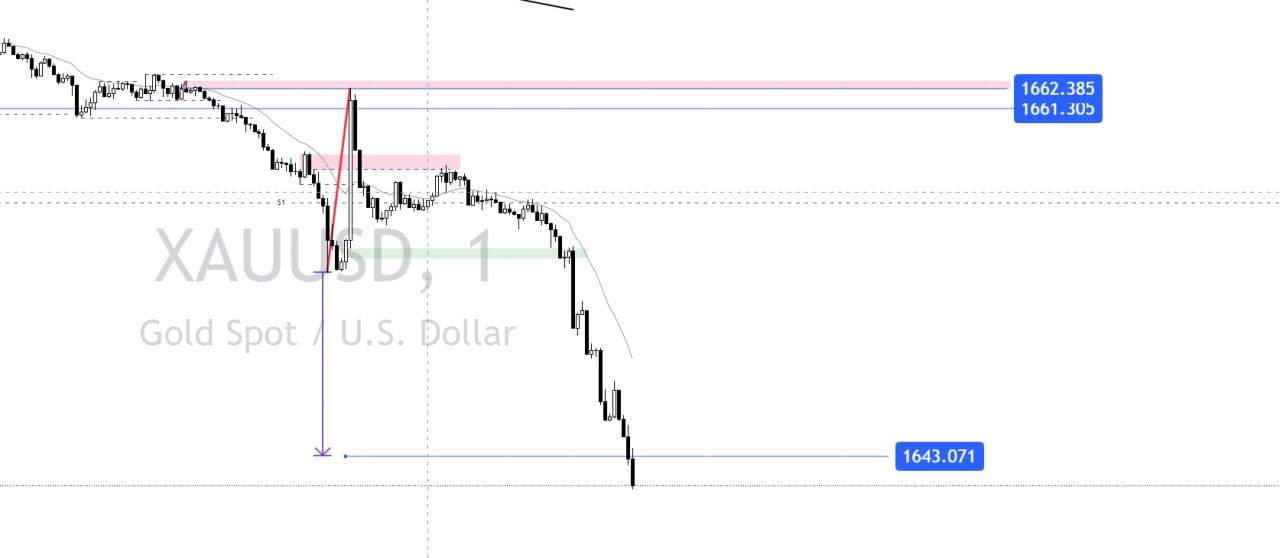 1662.385
1661.305
S1
XAUUSD, 1
Gold Spot / U.S. Dollar
1643.071